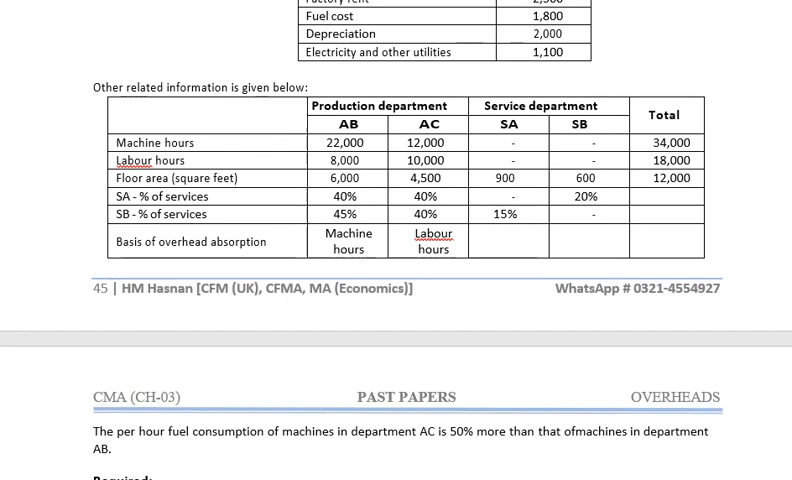 Factory rent 2,500
Fuel cost 1,800
Depreciation 2,000
Electricity and other utilities 1,100
Other related information is given below:
Production department Service department Total
AB AC SA SB
Machine hours 22,000 12,000 - - 34,000
Labour hours 8,000 10,000 - - 18,000
Floor area (square feet) 6,000 4,500 900 600 12,000
SA - % of services 40% 40% - 20%
SB - % of services 45% 40% 15% -
Basis of overhead absorption Machine hours Labour hours
45 | HM Hasnan [CFM (UK), CFMA, MA (Economics)] WhatsApp # 0321-4554927
CMA (CH-03) PAST PAPERS OVERHEADS
The per hour fuel consumption of machines in department AC is 50% more than that ofmachines in department
AB.
Required: